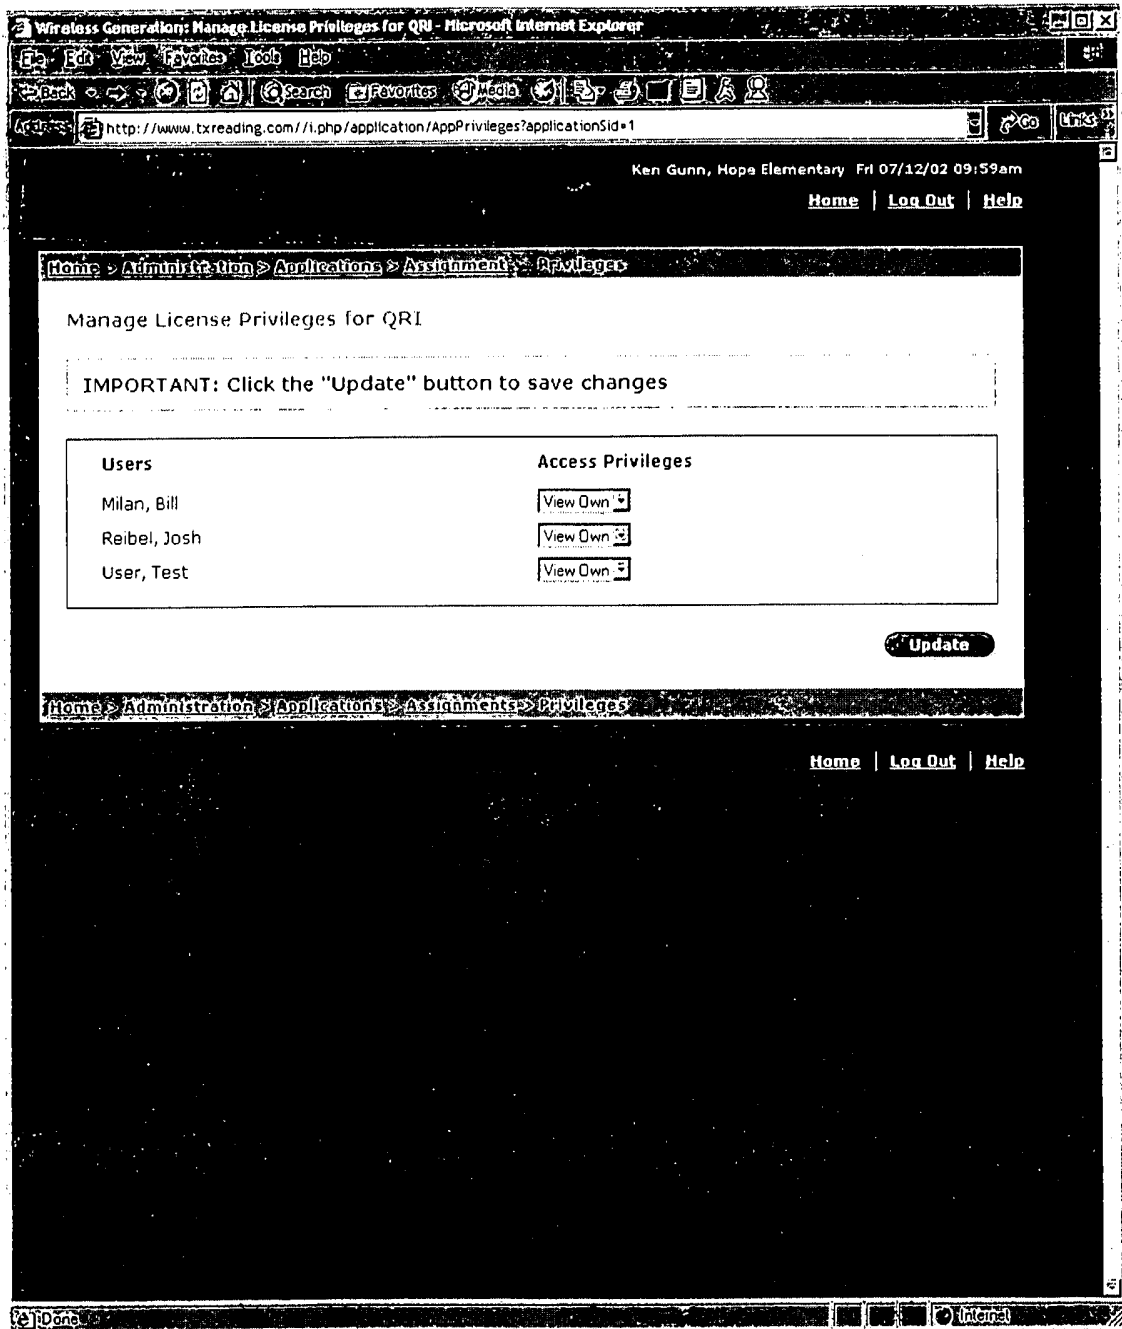 Wireless Generation: Manage License Privileges for QRI - Microsoft Internet Explorer
File Edit View Favorites Tools Help
Back Search Favorites Media
Address http://www.txreading.com//i.php/application/AppPrivileges?applicationSid=1 Go Links
Ken Gunn, Hope Elementary Fri 07/12/02 09:59am
Home | Log Out | Help
Home > Administration > Applications > Assignment > Privileges
Manage License Privileges for QRI
IMPORTANT: Click the "Update" button to save changes
Users Access Privileges
Milan, Bill View Own
Reibel, Josh View Own
User, Test View Own
Update
Home > Administration > Applications > Assignments > Privileges
Home | Log Out | Help
Done Internet